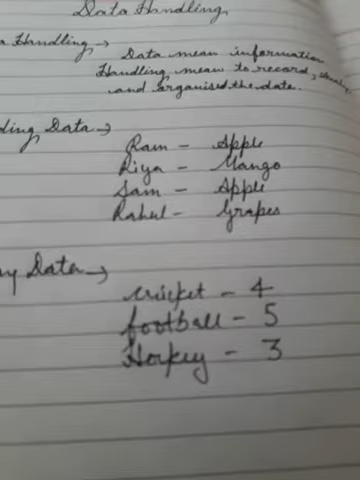 Data Handling
Handling → Data mean information
Handling, mean to record,
and organised the date.
Data →
Ram - Apple
Riya - Mango
Sam - Apple
Rahul - Grapes
Data →
cricket - 4
football - 5
Hockey - 3